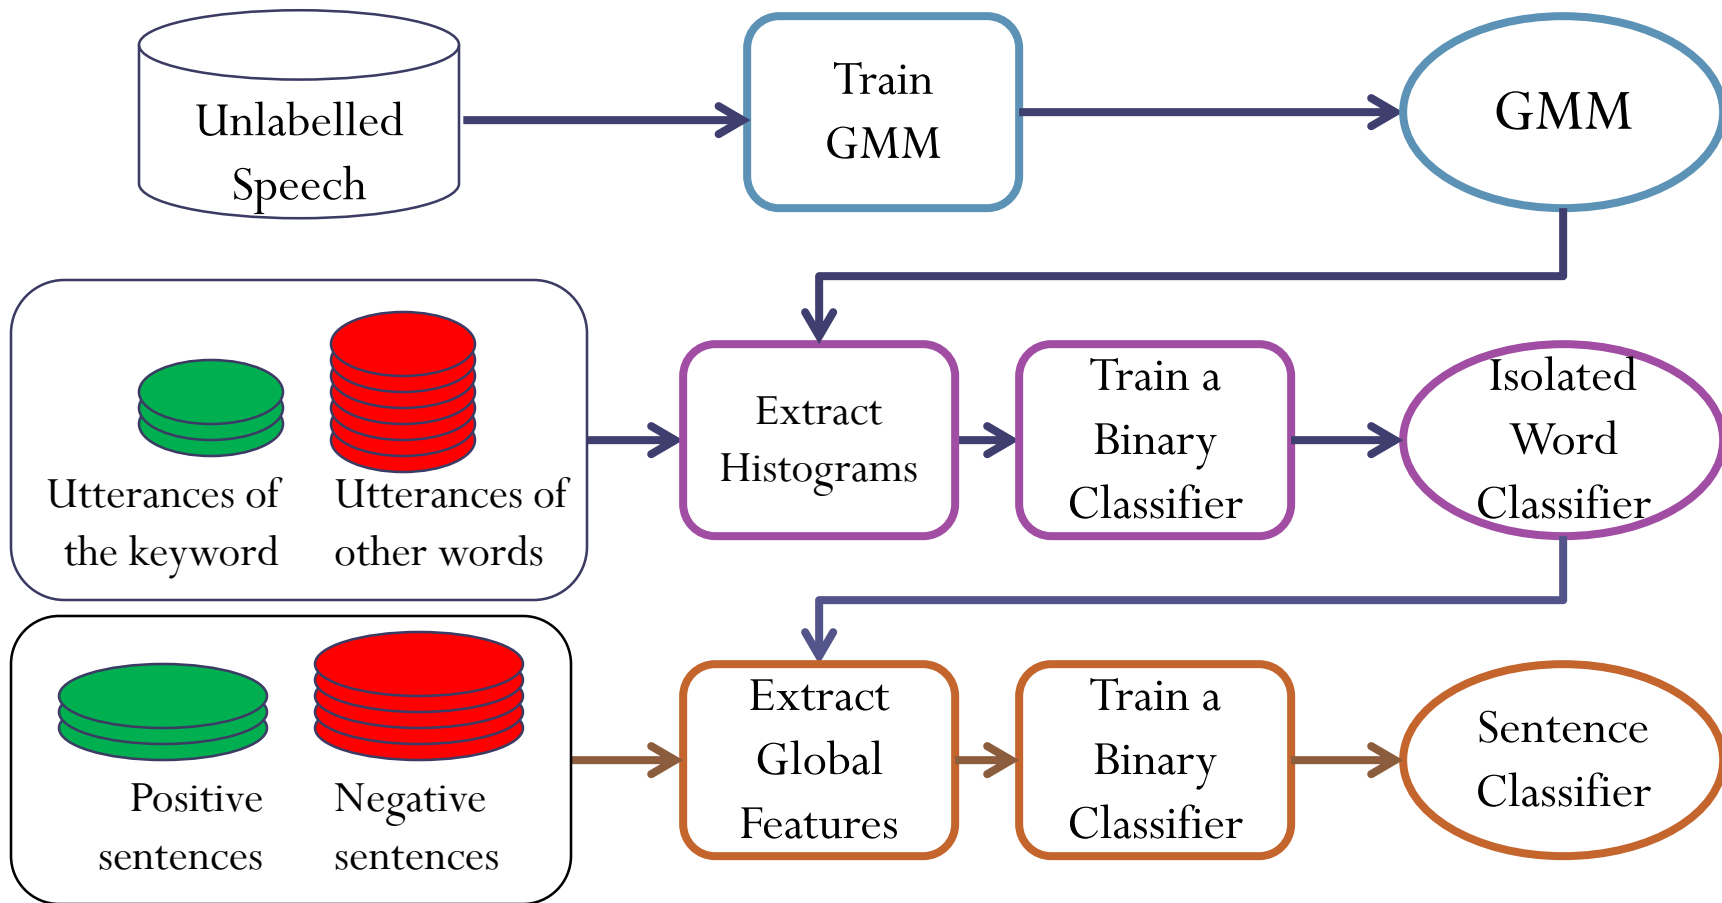 Unlabelled
Speech
Train
GMM
GMM
Utterances of
the keyword
Utterances of
other words
Extract
Histograms
Train a
Binary
Classifier
Isolated
Word
Classifier
Positive
sentences
Negative
sentences
Extract
Global
Features
Train a
Binary
Classifier
Sentence
Classifier